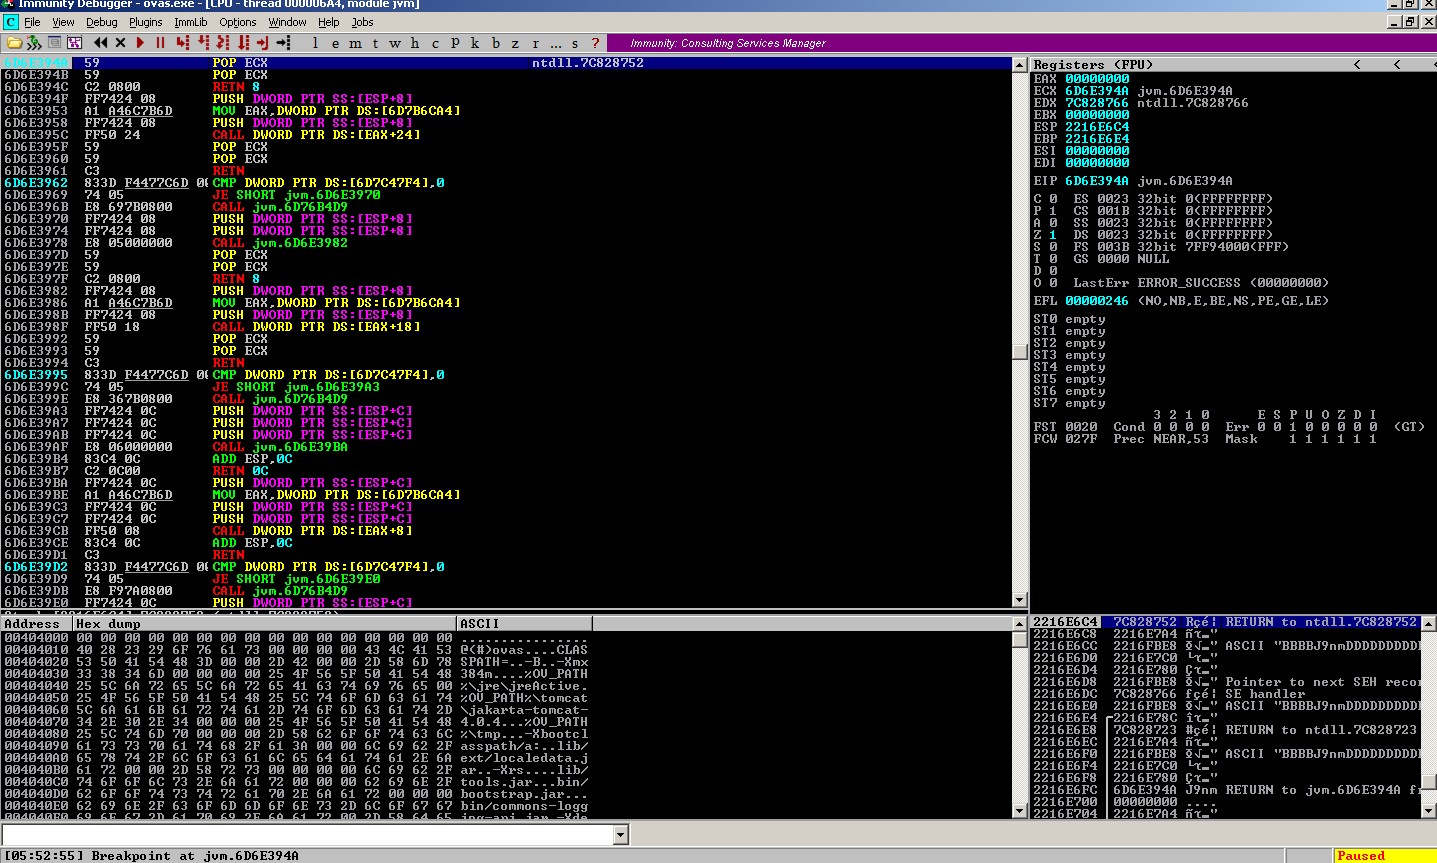 Immunity Debugger - ovas.exe - [CPU - thread 000006A4, module jvm]
C File View Debug Plugins ImmLib Options Window Help Jobs
l e m t w h c P k b z r ... s ? Immunity: Consulting Services Manager
6D6E394A 59 POP ECX ntdll.7C828752
6D6E394B 59 POP ECX
6D6E394C C2 0800 RETN 8
6D6E394F FF7424 08 PUSH DWORD PTR SS:[ESP+8]
6D6E3953 A1 A46C7B6D MOV EAX,DWORD PTR DS:[6D7B6CA4]
6D6E3958 FF7424 08 PUSH DWORD PTR SS:[ESP+8]
6D6E395C FF50 24 CALL DWORD PTR DS:[EAX+24]
6D6E395F 59 POP ECX
6D6E3960 59 POP ECX
6D6E3961 C3 RETN
6D6E3962 833D F4477C6D 00 CMP DWORD PTR DS:[6D7C47F4],0
6D6E3969 74 05 JE SHORT jvm.6D6E3970
6D6E396B E8 697B0800 CALL jvm.6D76B4D9
6D6E3970 FF7424 08 PUSH DWORD PTR SS:[ESP+8]
6D6E3974 FF7424 08 PUSH DWORD PTR SS:[ESP+8]
6D6E3978 E8 05000000 CALL jvm.6D6E3982
6D6E397D 59 POP ECX
6D6E397E 59 POP ECX
6D6E397F C2 0800 RETN 8
6D6E3982 FF7424 08 PUSH DWORD PTR SS:[ESP+8]
6D6E3986 A1 A46C7B6D MOV EAX,DWORD PTR DS:[6D7B6CA4]
6D6E398B FF7424 08 PUSH DWORD PTR SS:[ESP+8]
6D6E398F FF50 18 CALL DWORD PTR DS:[EAX+18]
6D6E3992 59 POP ECX
6D6E3993 59 POP ECX
6D6E3994 C3 RETN
6D6E3995 833D F4477C6D 00 CMP DWORD PTR DS:[6D7C47F4],0
6D6E399C 74 05 JE SHORT jvm.6D6E39A3
6D6E399E E8 367B0800 CALL jvm.6D76B4D9
6D6E39A3 FF7424 0C PUSH DWORD PTR SS:[ESP+C]
6D6E39A7 FF7424 0C PUSH DWORD PTR SS:[ESP+C]
6D6E39AB FF7424 0C PUSH DWORD PTR SS:[ESP+C]
6D6E39AF E8 06000000 CALL jvm.6D6E39BA
6D6E39B4 83C4 0C ADD ESP,0C
6D6E39B7 C2 0C00 RETN 0C
6D6E39BA FF7424 0C PUSH DWORD PTR SS:[ESP+C]
6D6E39BE A1 A46C7B6D MOV EAX,DWORD PTR DS:[6D7B6CA4]
6D6E39C3 FF7424 0C PUSH DWORD PTR SS:[ESP+C]
6D6E39C7 FF7424 0C PUSH DWORD PTR SS:[ESP+C]
6D6E39CB FF50 08 CALL DWORD PTR DS:[EAX+8]
6D6E39CE 83C4 0C ADD ESP,0C
6D6E39D1 C3 RETN
6D6E39D2 833D F4477C6D 00 CMP DWORD PTR DS:[6D7C47F4],0
6D6E39D9 74 05 JE SHORT jvm.6D6E39E0
6D6E39DB E8 F97A0800 CALL jvm.6D76B4D9
6D6E39E0 FF7424 0C PUSH DWORD PTR SS:[ESP+C]
Registers (FPU) < < <
EAX 00000000
ECX 6D6E394A jvm.6D6E394A
EDX 7C828766 ntdll.7C828766
EBX 00000000
ESP 2216E6C4
EBP 2216E6E4
ESI 00000000
EDI 00000000
EIP 6D6E394A jvm.6D6E394A
C 0 ES 0023 32bit 0(FFFFFFFF)
P 1 CS 001B 32bit 0(FFFFFFFF)
A 0 SS 0023 32bit 0(FFFFFFFF)
Z 1 DS 0023 32bit 0(FFFFFFFF)
S 0 FS 003B 32bit 7FF94000(FFF)
T 0 GS 0000 NULL
D 0
O 0 LastErr ERROR_SUCCESS (00000000)
EFL 00000246 (NO,NB,E,BE,NS,PE,GE,LE)
ST0 empty
ST1 empty
ST2 empty
ST3 empty
ST4 empty
ST5 empty
ST6 empty
ST7 empty
3 2 1 0 E S P U O Z D I
FST 0020 Cond 0 0 0 0 Err 0 0 1 0 0 0 0 0 (GT)
FCW 027F Prec NEAR,53 Mask 1 1 1 1 1 1
Address Hex dump ASCII
00404000 00 00 00 00 00 00 00 00 00 00 00 00 00 00 00 00 ................
00404010 40 28 23 29 6F 76 61 73 00 00 00 00 43 4C 41 53 @(#)ovas....CLAS
00404020 53 50 41 54 48 3D 00 00 2D 42 00 00 2D 58 6D 78 SPATH=..-B..-Xmx
00404030 33 38 34 6D 00 00 00 00 25 4F 56 5F 50 41 54 48 384m....%OV_PATH
00404040 25 5C 6A 72 65 5C 6A 72 65 41 63 74 69 76 65 00 %\jre\jreActive.
00404050 25 4F 56 5F 50 41 54 48 25 5C 74 6F 6D 63 61 74 %OV_PATH%\tomcat
00404060 5C 6A 61 6B 61 72 74 61 2D 74 6F 6D 63 61 74 2D \jakarta-tomcat-
00404070 34 2E 30 2E 34 00 00 00 25 4F 56 5F 50 41 54 48 4.0.4...%OV_PATH
00404080 25 5C 74 6D 70 00 00 00 2D 58 62 6F 6F 74 63 6C %\tmp...-Xbootcl
00404090 61 73 73 70 61 74 68 2F 61 3A 00 00 6C 69 62 2F asspath/a:..lib/
004040A0 65 78 74 2F 6C 6F 63 61 6C 65 64 61 74 61 2E 6A ext/localedata.j
004040B0 61 72 00 00 2D 58 72 73 00 00 00 00 6C 69 62 2F ar..-Xrs....lib/
004040C0 74 6F 6F 6C 73 2E 6A 61 72 00 00 00 62 69 6E 2F tools.jar...bin/
004040D0 62 6F 6F 74 73 74 72 61 70 2E 6A 61 72 00 00 00 bootstrap.jar...
004040E0 62 69 6E 2F 63 6F 6D 6D 6F 6E 73 2D 6C 6F 67 67 bin/commons-logg
004040F0 69 6E 67 2D 61 70 69 2E 6A 61 72 00 2D 58 64 65 ing-api.jar.-Xde
2216E6C4 7C828752 Rçé¦ RETURN to ntdll.7C828752
2216E6C8 2216E7A4
2216E6CC 2216FBE8 ASCII "BBBBJ9nmDDDDDDDDDD
2216E6D0 2216E7C0
2216E6D4 2216E780
2216E6D8 2216FBE8 Pointer to next SEH recor
2216E6DC 7C828766 fçé¦ SE handler
2216E6E0 2216FBE8 ASCII "BBBBJ9nmDDDDDDDDDD
2216E6E4 2216E78C
2216E6E8 7C828723 #çé¦ RETURN to ntdll.7C828723
2216E6EC 2216E7A4
2216E6F0 2216FBE8 ASCII "BBBBJ9nmDDDDDDDDDD
2216E6F4 2216E7C0
2216E6F8 2216E780
2216E6FC 6D6E394A J9nm RETURN to jvm.6D6E394A fr
2216E700 00000000 ....
2216E704 2216E7A4
[05:52:55] Breakpoint at jvm.6D6E394A
Paused